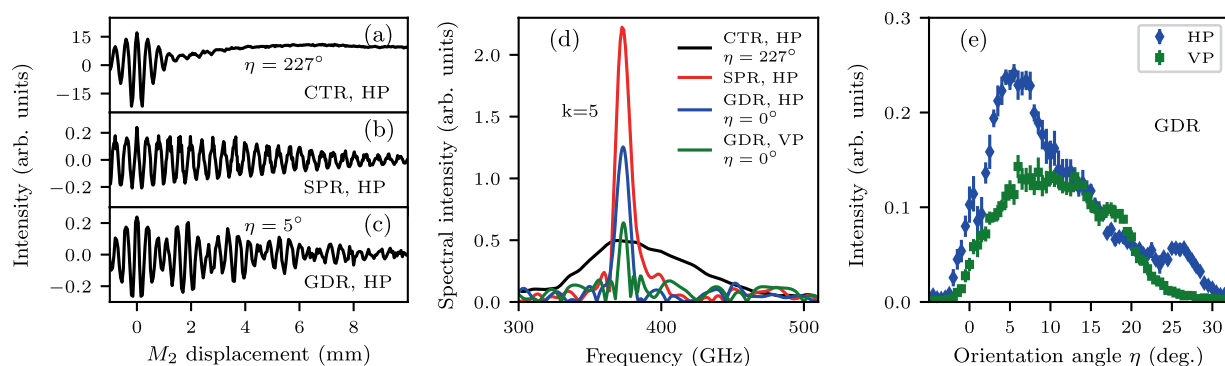 Intensity (arb. units)
15
0
−15
(a)
η = 227°
CTR, HP
0.2
0.0
−0.2
(b)
SPR, HP
0.2
0.0
−0.2
(c)
η = 5°
GDR, HP
0 2 4 6 8
M₂ displacement (mm)
Spectral intensity (arb. units)
2.0
1.5
1.0
0.5
0.0
(d)
k=5
CTR, HP
η = 227°
SPR, HP
GDR, HP
η = 0°
GDR, VP
η = 0°
300 400 500
Frequency (GHz)
Intensity (arb. units)
0.3
0.2
0.1
0.0
(e)
HP
VP
GDR
0 5 10 15 20 25 30
Orientation angle η (deg.)